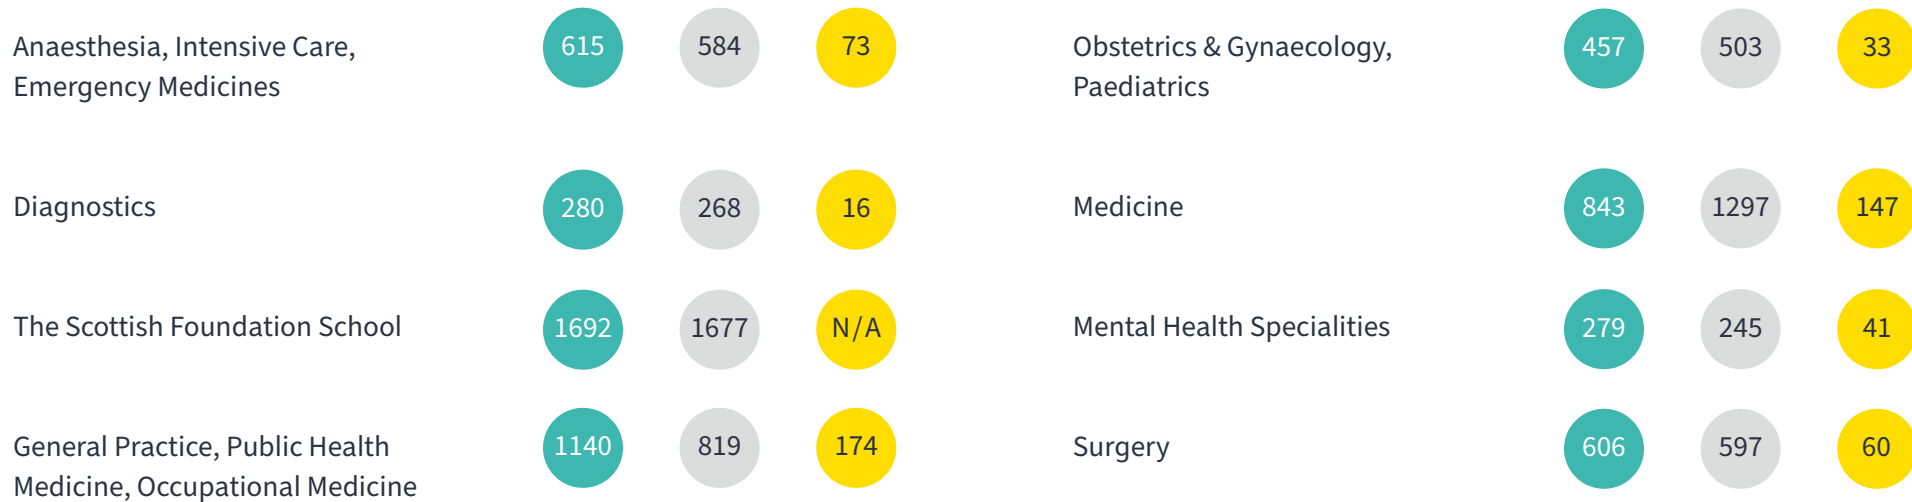 Anaesthesia, Intensive Care,
Emergency Medicines
615 584 73
Diagnostics
280 268 16
The Scottish Foundation School
1692 1677 N/A
General Practice, Public Health
Medicine, Occupational Medicine
1140 819 174
Obstetrics & Gynaecology,
Paediatrics
457 503 33
Medicine
843 1297 147
Mental Health Specialities
279 245 41
Surgery
606 597 60